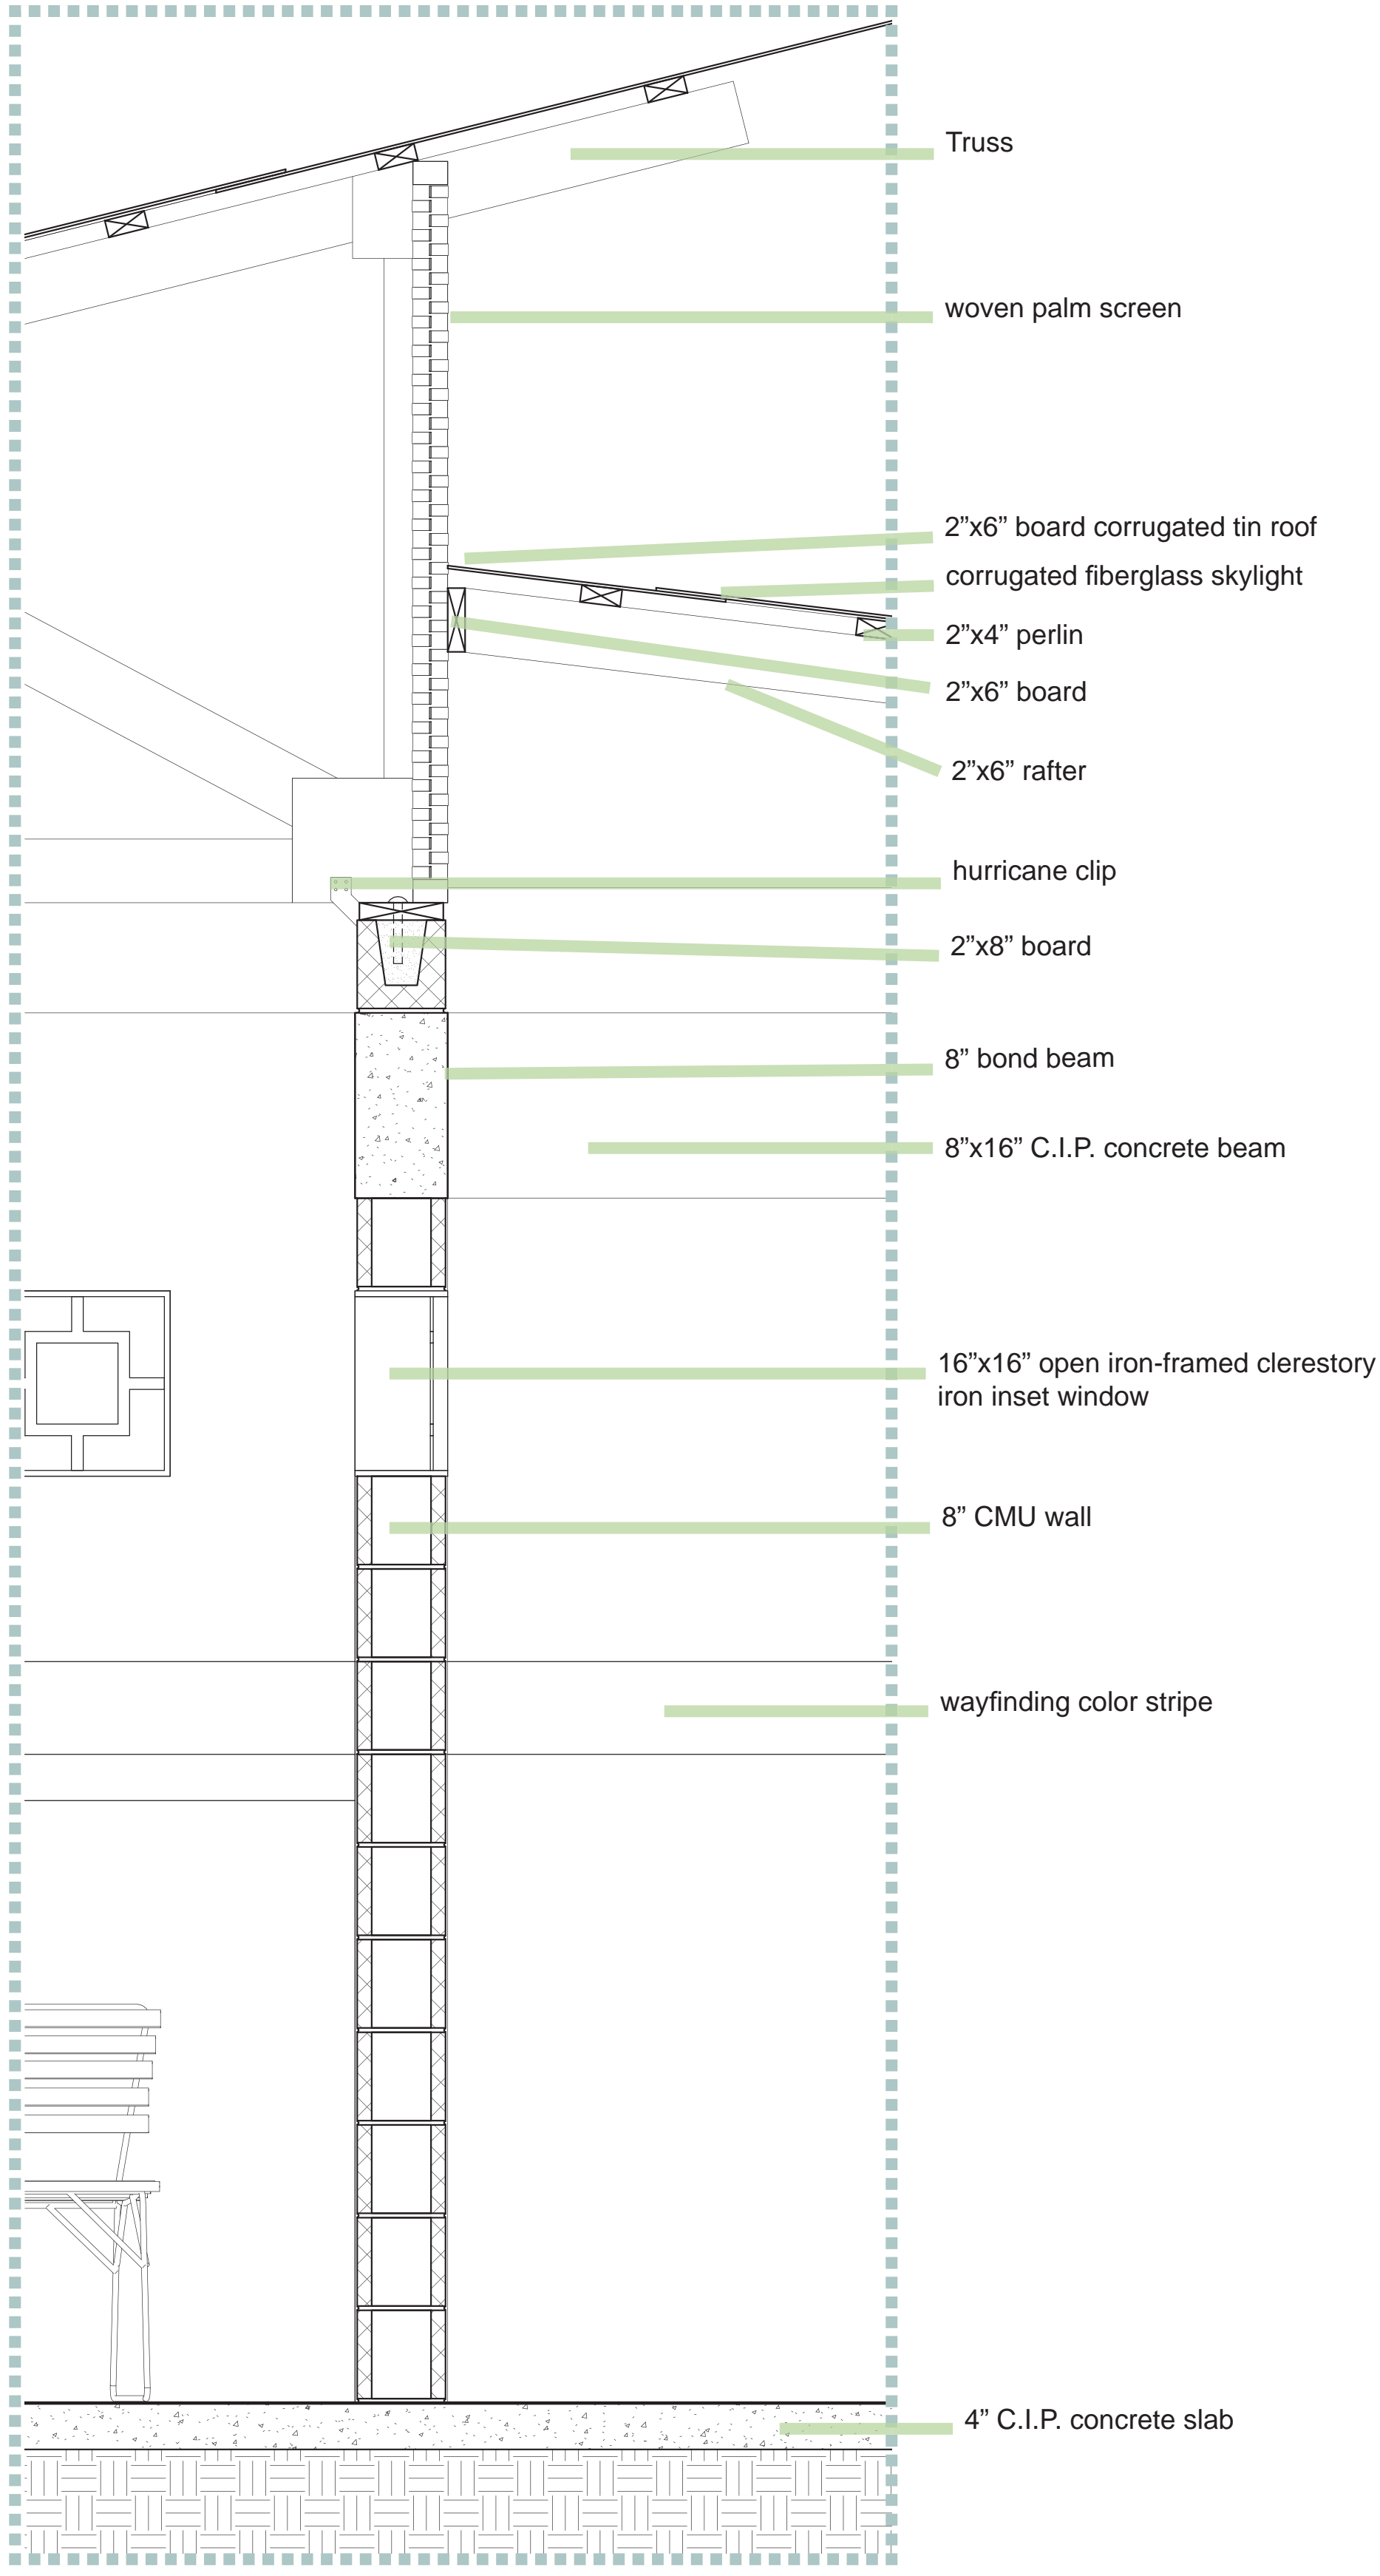 Truss
woven palm screen
2”x6” board corrugated tin roof
corrugated fiberglass skylight
2”x4” perlin
2”x6” board
2”x6” rafter
hurricane clip
2”x8” board
8” bond beam
8”x16” C.I.P. concrete beam
16”x16” open iron-framed clerestory
iron inset window
8” CMU wall
wayfinding color stripe
4” C.I.P. concrete slab